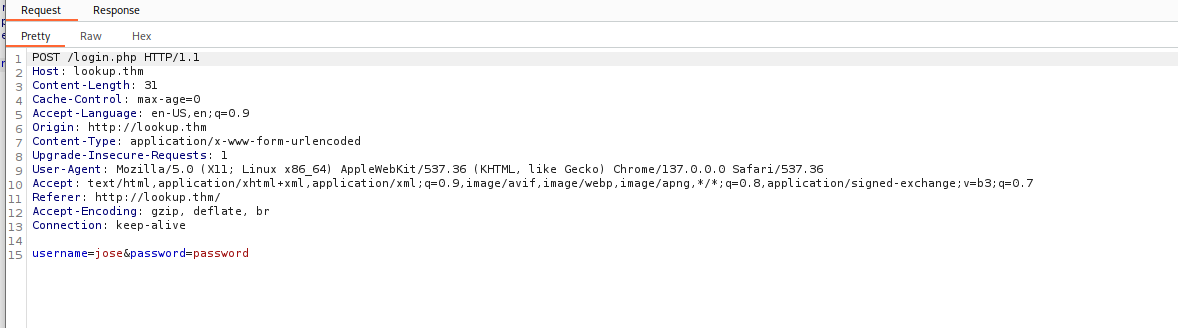 Request Response
Pretty Raw Hex
1 POST /login.php HTTP/1.1
2 Host: lookup.thm
3 Content-Length: 31
4 Cache-Control: max-age=0
5 Accept-Language: en-US,en;q=0.9
6 Origin: http://lookup.thm
7 Content-Type: application/x-www-form-urlencoded
8 Upgrade-Insecure-Requests: 1
9 User-Agent: Mozilla/5.0 (X11; Linux x86_64) AppleWebKit/537.36 (KHTML, like Gecko) Chrome/137.0.0.0 Safari/537.36
10 Accept: text/html,application/xhtml+xml,application/xml;q=0.9,image/avif,image/webp,image/apng,*/*;q=0.8,application/signed-exchange;v=b3;q=0.7
11 Referer: http://lookup.thm/
12 Accept-Encoding: gzip, deflate, br
13 Connection: keep-alive
14
15 username=jose&password=password